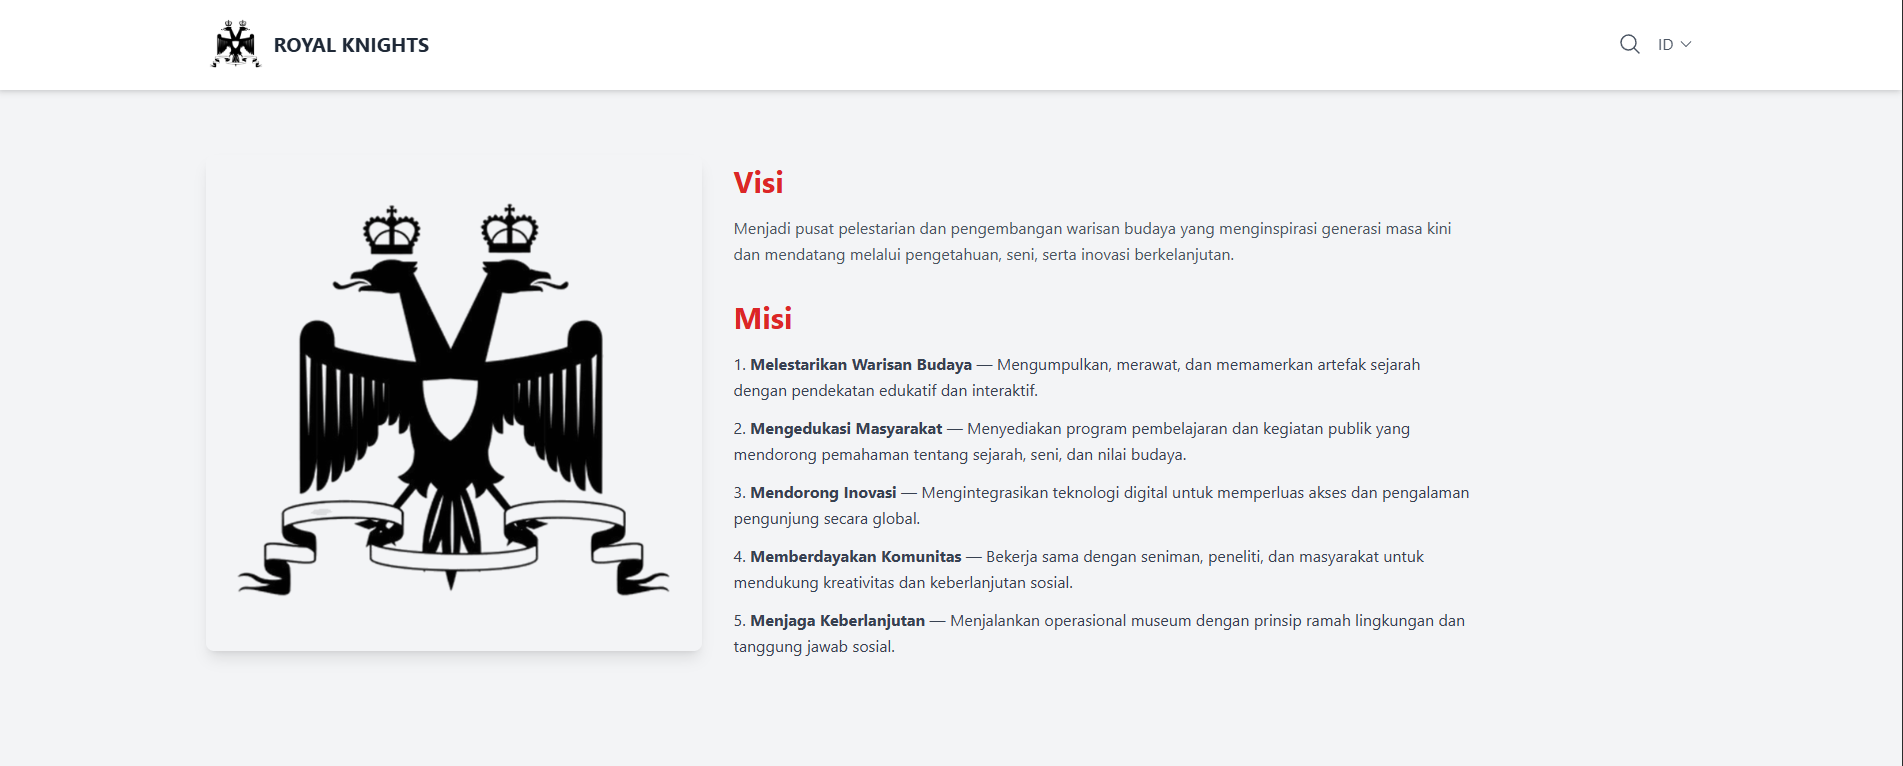 ROYAL KNIGHTS
ID
Visi
Menjadi pusat pelestarian dan pengembangan warisan budaya yang menginspirasi generasi masa kini
dan mendatang melalui pengetahuan, seni, serta inovasi berkelanjutan.
Misi
1. Melestarikan Warisan Budaya — Mengumpulkan, merawat, dan memamerkan artefak sejarah
dengan pendekatan edukatif dan interaktif.
2. Mengedukasi Masyarakat — Menyediakan program pembelajaran dan kegiatan publik yang
mendorong pemahaman tentang sejarah, seni, dan nilai budaya.
3. Mendorong Inovasi — Mengintegrasikan teknologi digital untuk memperluas akses dan pengalaman
pengunjung secara global.
4. Memberdayakan Komunitas — Bekerja sama dengan seniman, peneliti, dan masyarakat untuk
mendukung kreativitas dan keberlanjutan sosial.
5. Menjaga Keberlanjutan — Menjalankan operasional museum dengan prinsip ramah lingkungan dan
tanggung jawab sosial.